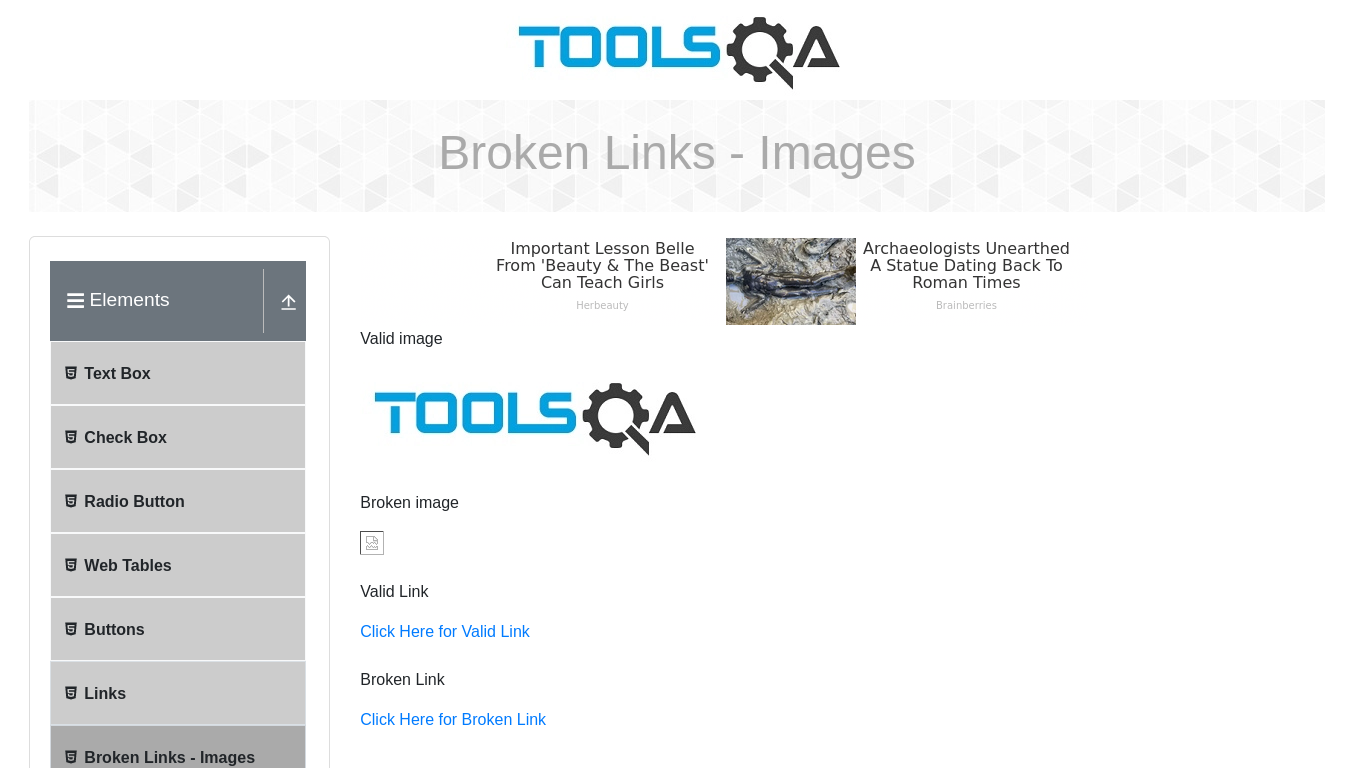 TOOLSQA
Broken Links - Images
Elements
Text Box
Check Box
Radio Button
Web Tables
Buttons
Links
Broken Links - Images
Important Lesson Belle
From 'Beauty & The Beast'
Can Teach Girls
Herbeauty
Archaeologists Unearthed
A Statue Dating Back To
Roman Times
Brainberries
Valid image
TOOLSQA
Broken image
Valid Link
Click Here for Valid Link
Broken Link
Click Here for Broken Link